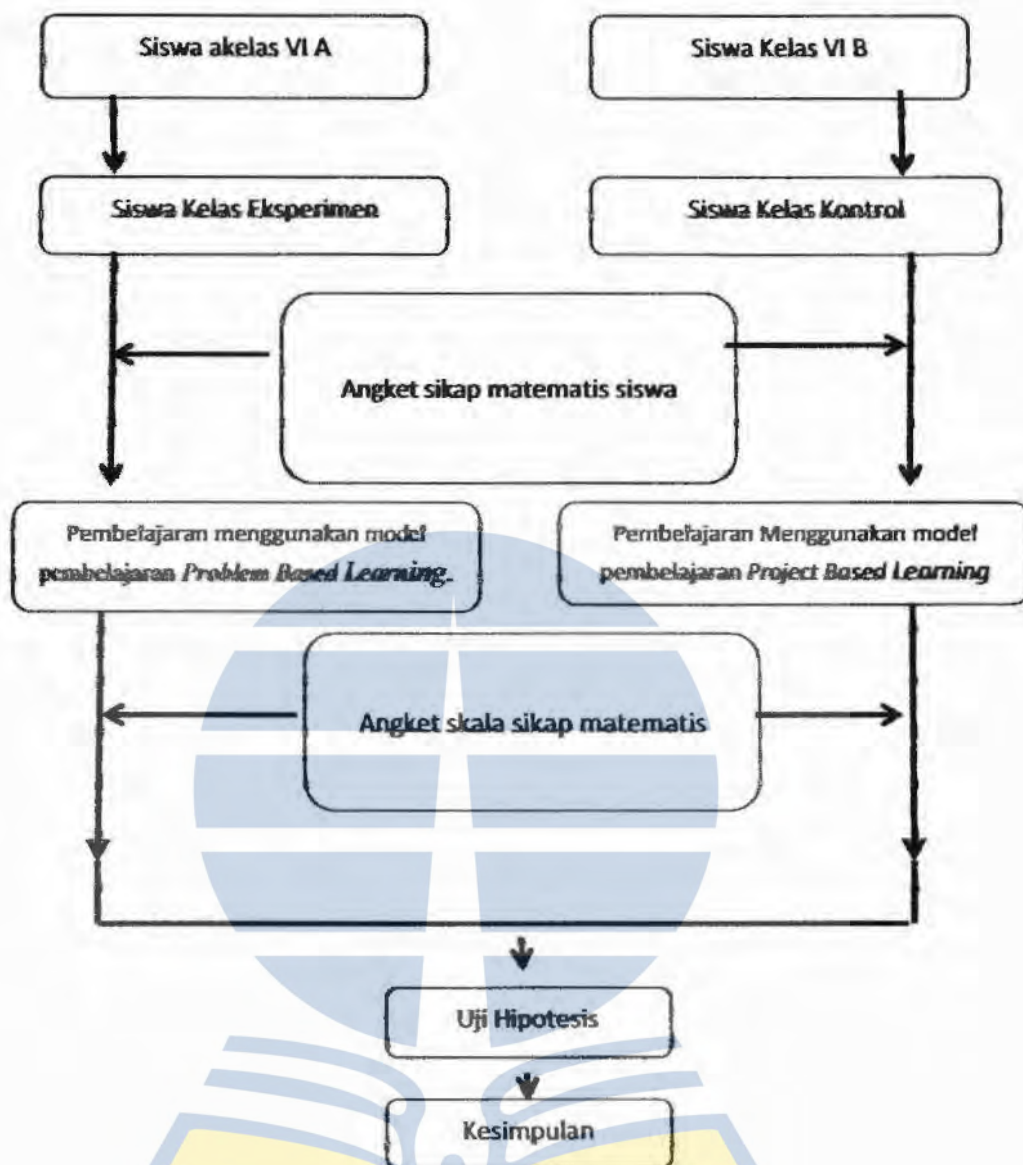 Siswa akelas VI A
Siswa Kelas VI B
Siswa Kelas Eksperimen
Siswa Kelas Kontrol
Angket sikap matematis siswa
Pembelajaran menggunakan model
pembelajaran Problem Based Learning.
Pembelajaran Menggunakan model
pembelajaran Project Based Learning
Angket skala sikap matematis
Uji Hipotesis
Kesimpulan